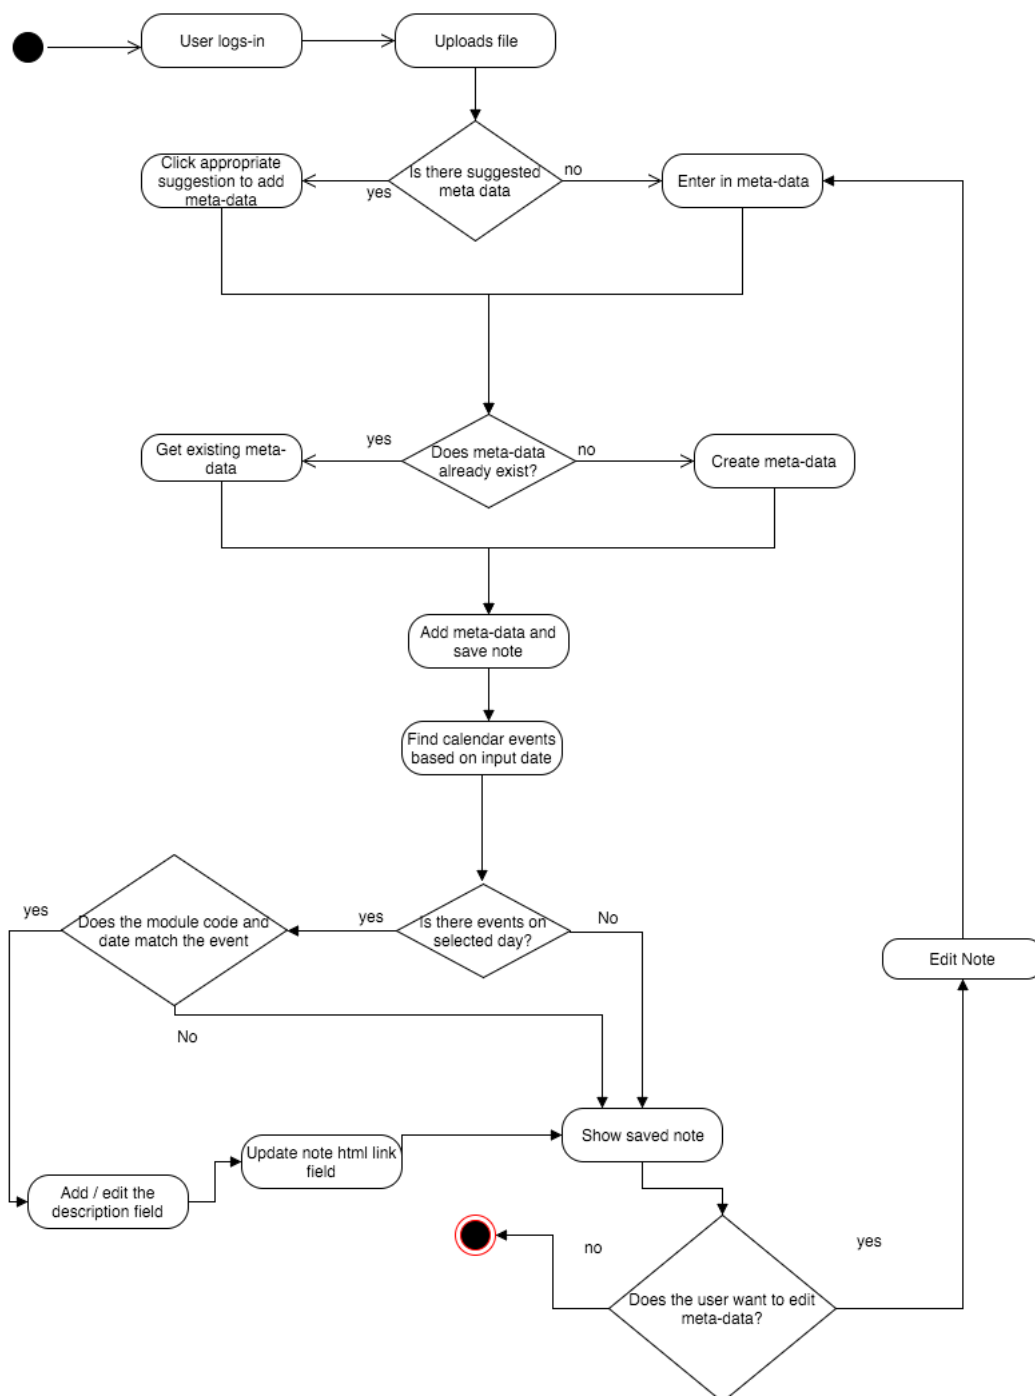 User logs-in
Uploads file
Click appropriate
suggestion to add
meta-data
yes
Is there suggested
meta data
no
Enter in meta-data
Get existing meta-
data
yes
Does meta-data
already exist?
no
Create meta-data
Add meta-data and
save note
Find calendar events
based on input date
yes
Does the module code and
date match the event
yes
Is there events on
selected day?
No
Edit Note
No
Show saved note
Update note html link
field
Add / edit the
description field
no
yes
Does the user want to edit
meta-data?